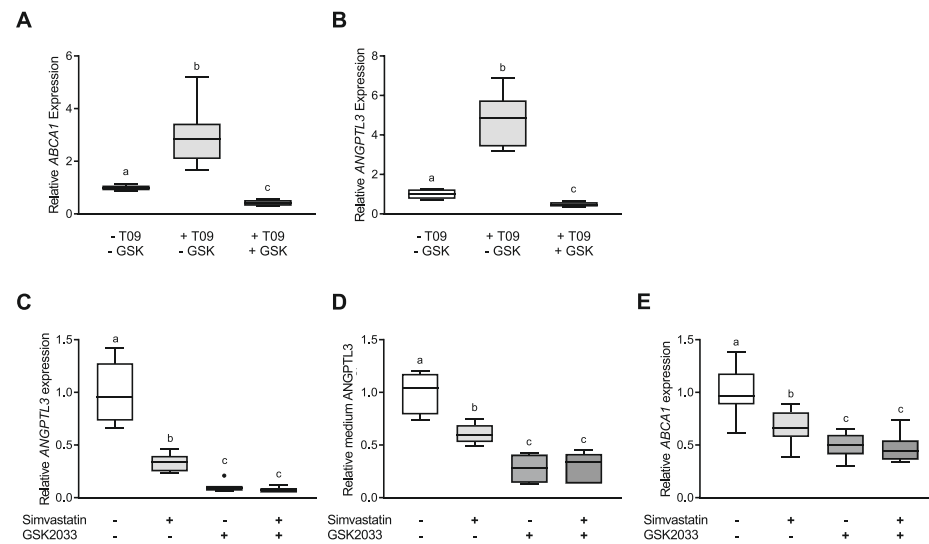 A
B
Relative ABCA1 Expression
6
4
2
0
a
b
c
- T09
- GSK
+ T09
- GSK
+ T09
+ GSK
Relative ANGPTL3 Expression
8
6
4
2
0
a
b
c
- T09
- GSK
+ T09
- GSK
+ T09
+ GSK
C
D
E
Relative ANGPTL3 expression
1.5
1.0
0.5
0.0
a
b
c
c
Simvastatin - + - +
GSK2033 - - + +
Relative medium ANGPTL3
1.5
1.0
0.5
0.0
a
b
c
c
- + - +
- - + +
Relative ABCA1 expression
1.5
1.0
0.5
0.0
a
b
c
c
Simvastatin - + - +
GSK2033 - - + +